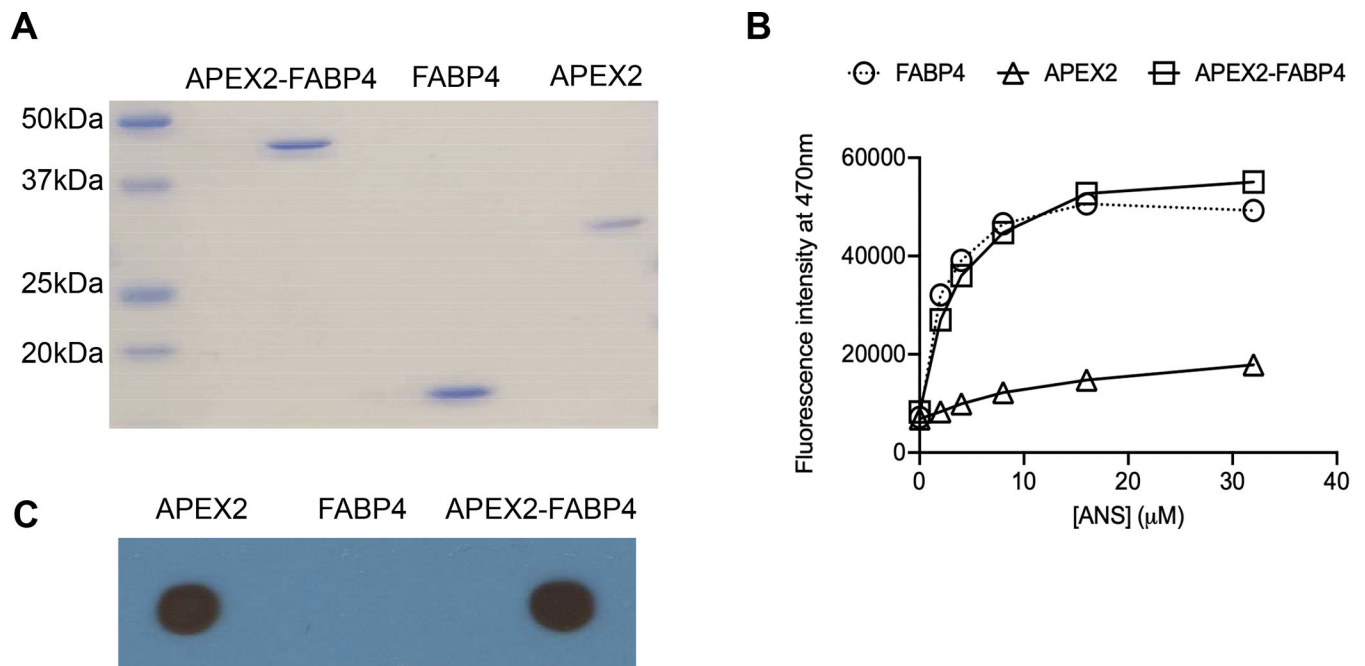 A
APEX2-FABP4 FABP4 APEX2
50kDa
37kDa
25kDa
20kDa
B
FABP4 APEX2 APEX2-FABP4
Fluorescence intensity at 470nm
60000
40000
20000
0
0 10 20 30 40
[ANS] (μM)
C
APEX2 FABP4 APEX2-FABP4